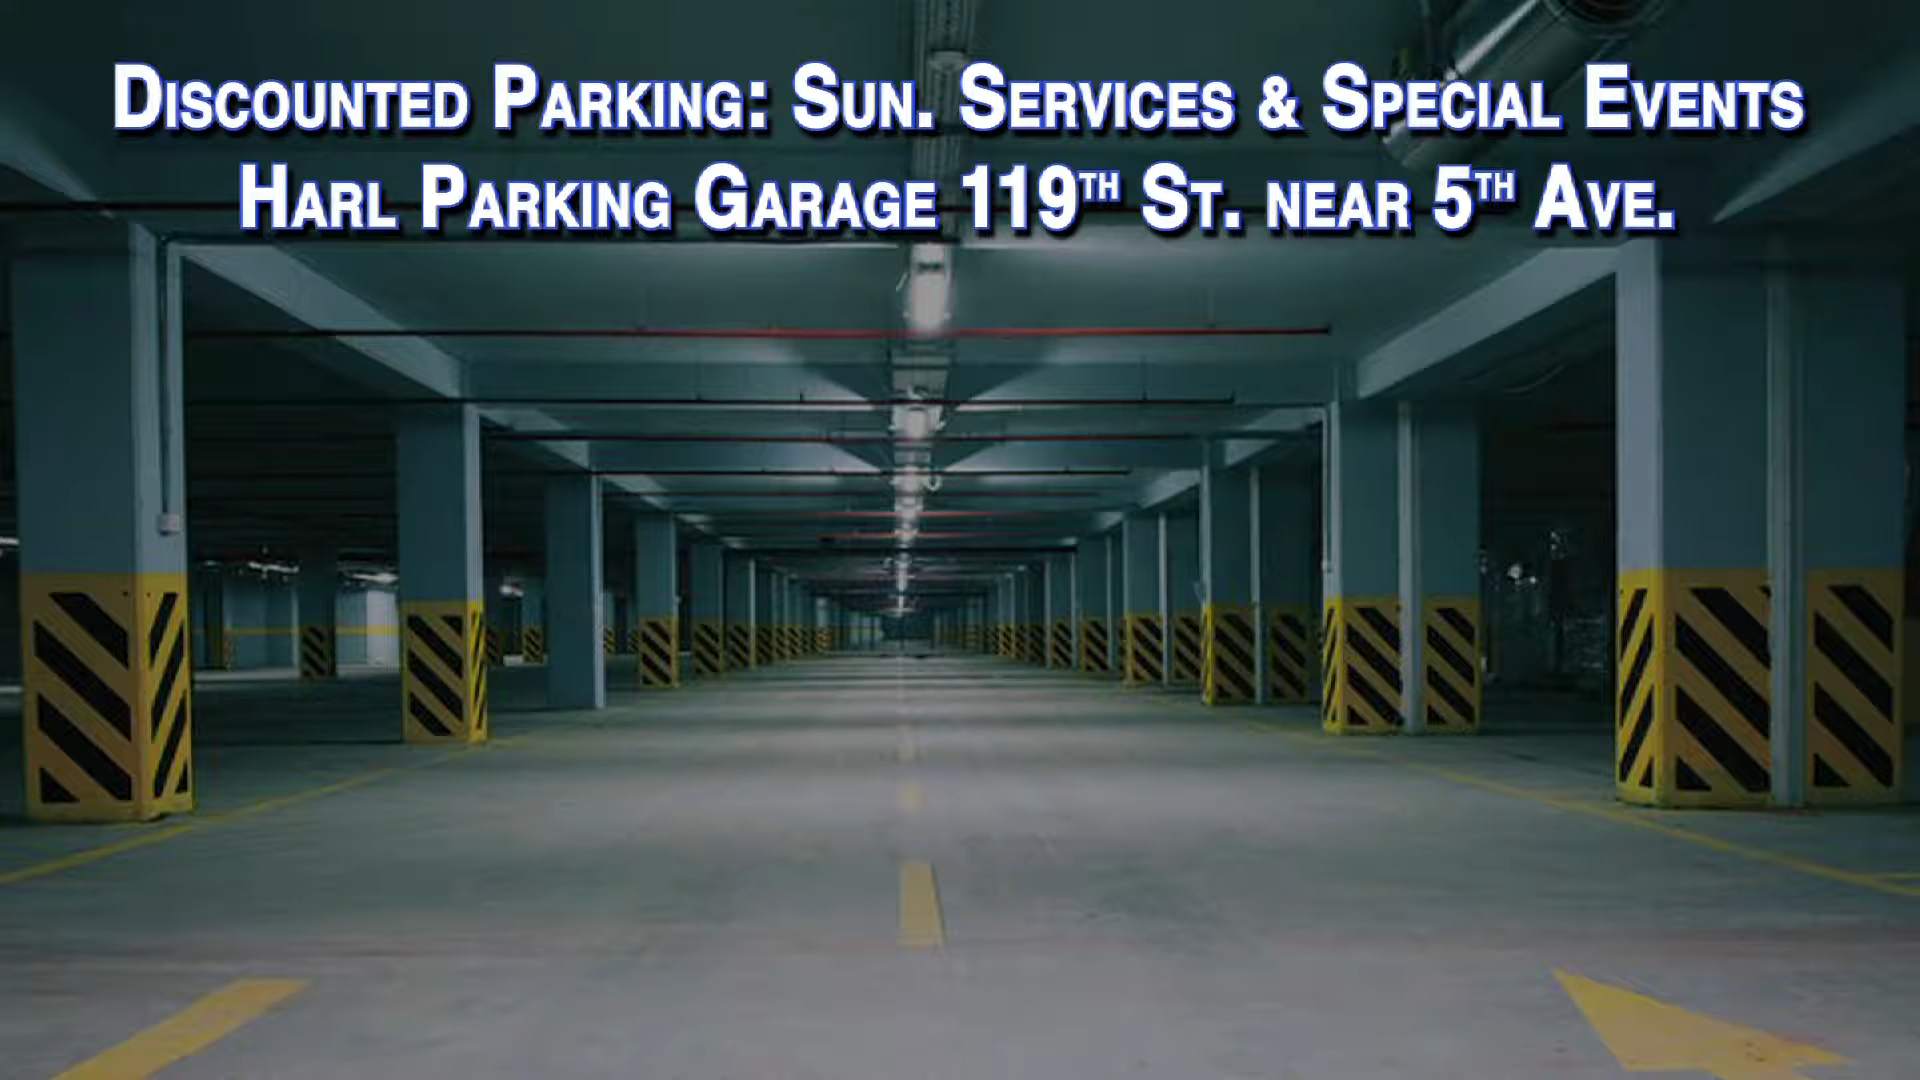 Discounted Parking: Sun. Services & Special Events
Harl Parking Garage 119th St. near 5th Ave.